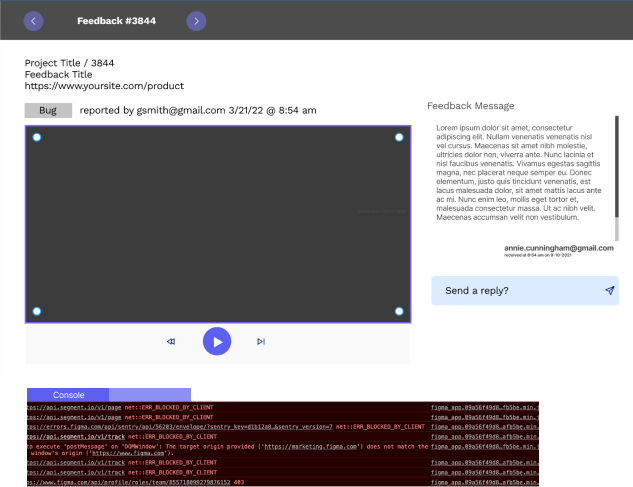 Feedback #3844
Project Title / 3844
Feedback Title
https://www.yoursite.com/product
Bug
reported by gsmith@gmail.com 3/21/22 @ 8:54 am
Feedback Message
Lorem ipsum dolor sit amet, consectetur
adipiscing elit. Nullam venenatis venenatis nisl
vel cursus. Maecenas sit amet nibh molestie,
ultricies dolor non, viverra ante. Nunc lacinia et
nisl faucibus venenatis. Vivamus egestas sagittis
magna, nec placerat neque semper eu. Donec
elementum, justo quis tincidunt venenatis, est
lacus malesuada dolor, sit amet mattis lacus ante
ac mi. Nunc enim leo, mollis eget tortor et,
malesuada consectetur massa. Ut ac nibh velit.
Maecenas accumsan velit non vestibulum.
annie.cunningham@gmail.com
received at 8:54 am on 9-10-2021
Send a reply?
Console
tps://api.segment.io/v1/page net::ERR_BLOCKED_BY_CLIENT figma_app.09a56f49d8…fb5be.min.j
tps://api.segment.io/v1/page net::ERR_BLOCKED_BY_CLIENT figma_app.09a56f49d8…fb5be.min.j
tps://errors.figma.com/api/sentry/api/56203/envelope/?sentry_key=d1b12a8…&sentry_version=7 net::ERR_BLOCKED_BY_CLIENT figma_app.09a56f49d8…afb5be.min.
tps://api.segment.io/v1/track net::ERR_BLOCKED_BY_CLIENT figma_app.09a56f49d8…fb5be.min.j
o execute 'postMessage' on 'DOMWindow': The target origin provided ('https://marketing.figma.com') does not match the figma_app.09a56f49d8…afb5be.min.
window's origin ('https://www.figma.com').
tps://api.segment.io/v1/track net::ERR_BLOCKED_BY_CLIENT figma_app.09a56f49d8…fb5be.min.j
tps://api.segment.io/v1/track net::ERR_BLOCKED_BY_CLIENT figma_app.09a56f49d8…fb5be.min.j
ps://www.figma.com/api/profile/roles/team/855718099279876152 403 figma_app.09a56f49d8…afb5be.min.